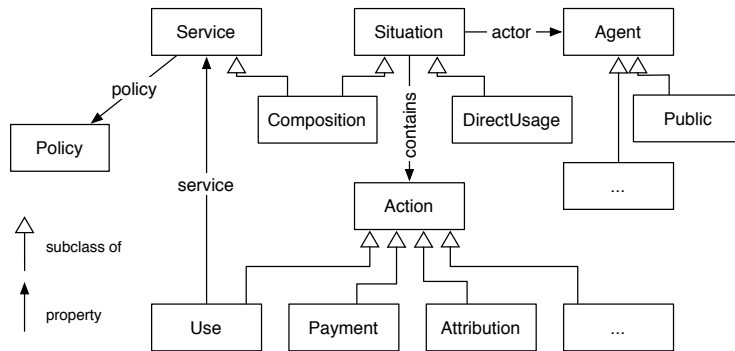 Service
Situation
actor
Agent
policy
Composition
DirectUsage
Public
contains
Policy
service
...
Action
subclass of
property
Use
Payment
Attribution
...